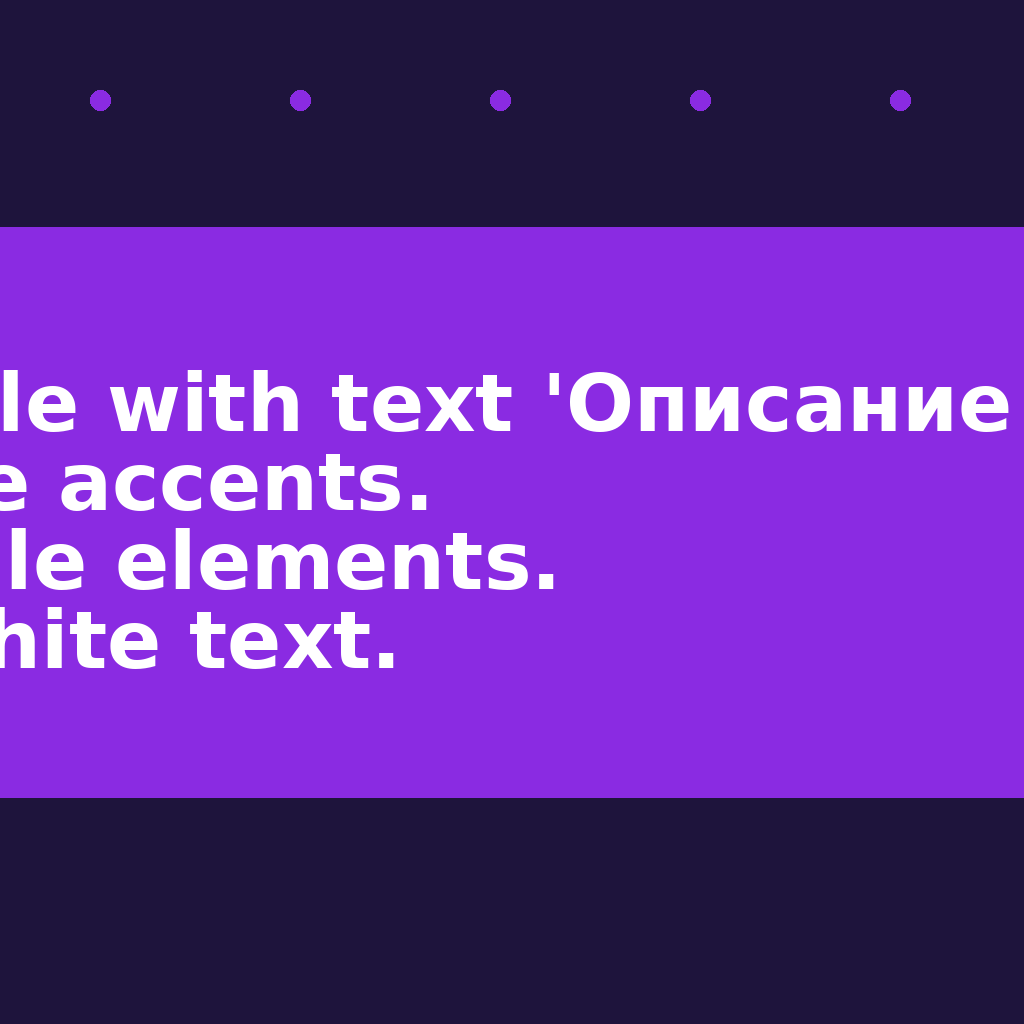 le with text 'Описание
e accents.
le elements.
hite text.